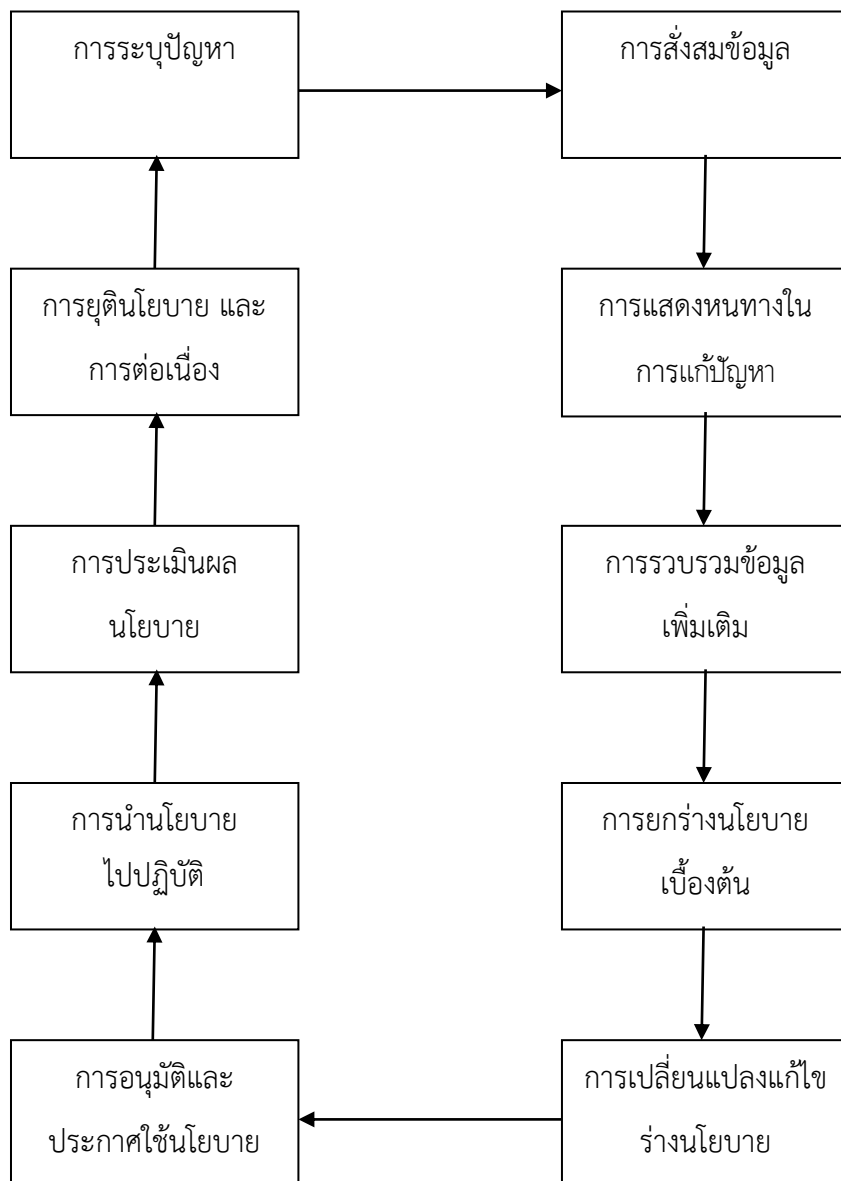 การระบุปัญหา
การสั่งสมข้อมูล
การแสดงหนทางใน
การแก้ปัญหา
การรวบรวมข้อมูล
เพิ่มเติม
การยกร่างนโยบาย
เบื้องต้น
การเปลี่ยนแปลงแก้ไข
ร่างนโยบาย
การอนุมัติและ
ประกาศใช้นโยบาย
การนำนโยบาย
ไปปฏิบัติ
การประเมินผล
นโยบาย
การยุตินโยบาย และ
การต่อเนื่อง